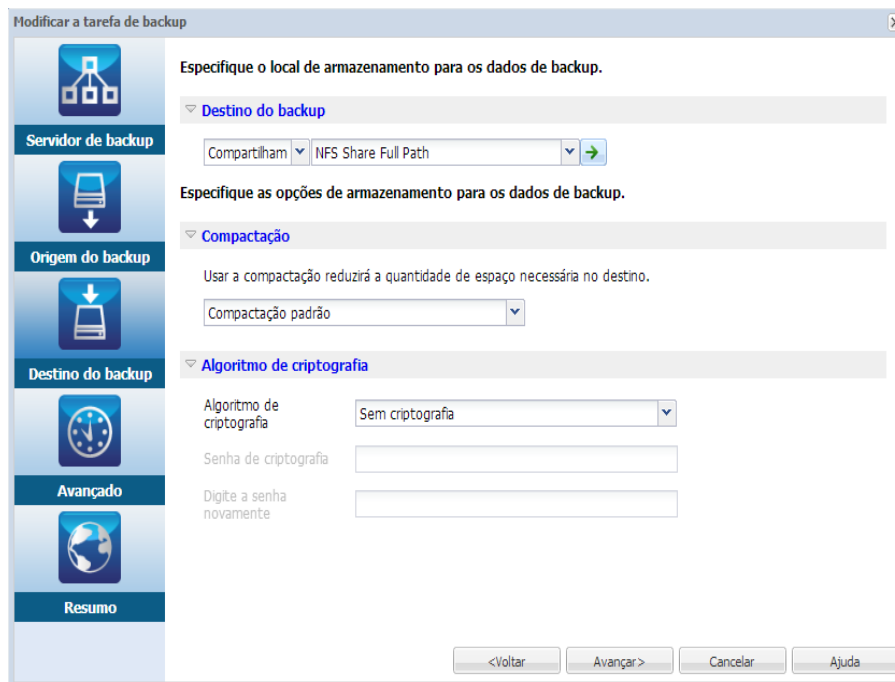 Modificar a tarefa de backup
Servidor de backup
Origem do backup
Destino do backup
Avançado
Resumo
Especifique o local de armazenamento para os dados de backup.
Destino do backup
Compartilham NFS Share Full Path
Especifique as opções de armazenamento para os dados de backup.
Compactação
Usar a compactação reduzirá a quantidade de espaço necessária no destino.
Compactação padrão
Algoritmo de criptografia
Algoritmo de
criptografia
Sem criptografia
Senha de criptografia
Digite a senha
novamente
<Voltar Avançar> Cancelar Ajuda